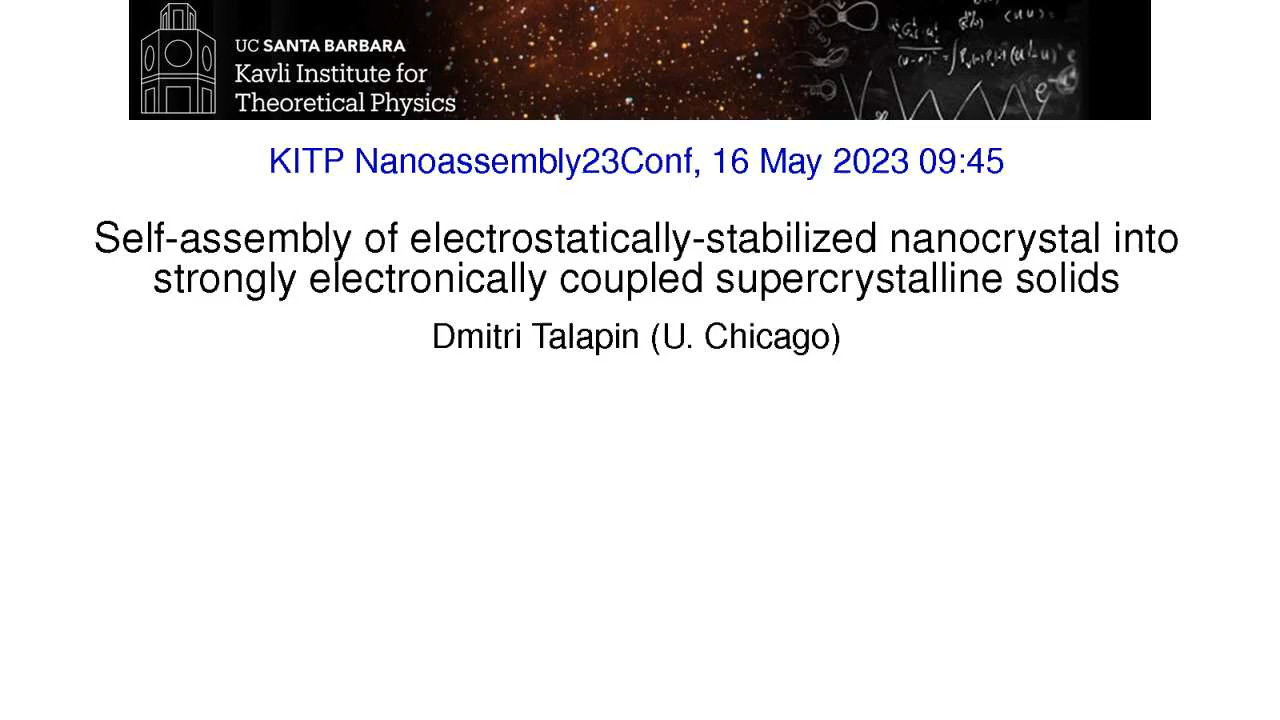 UC SANTA BARBARA
Kavli Institute for
Theoretical Physics
KITP Nanoassembly23Conf, 16 May 2023 09:45
Self-assembly of electrostatically-stabilized nanocrystal into
strongly electronically coupled supercrystalline solids
Dmitri Talapin (U. Chicago)